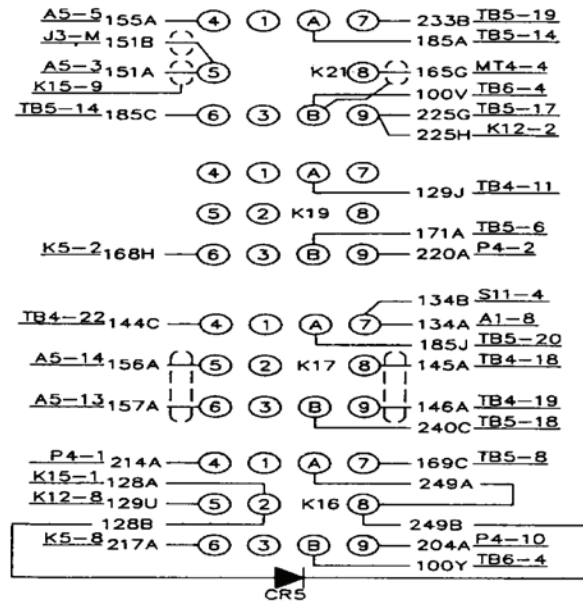 A5-5 155A 4 1 A 7 233B TB5-19
J3-M 151B 185A TB5-14
A5-3 151A 5 K21 8 165G MT4-4
K15-9 100V TB6-4
TB5-14 185C 6 3 B 9 225G TB5-17
225H K12-2
4 1 A 7
129J TB4-11
5 2 K19 8
171A TB5-6
K5-2 168H 6 3 B 9 220A P4-2
134B S11-4
TB4-22 144C 4 1 A 7 134A A1-8
185J TB5-20
A5-14 156A 5 2 K17 8 145A TB4-18
A5-13 157A 6 3 B 9 146A TB4-19
240C TB5-18
P4-1 214A 4 1 A 7 169C TB5-8
K15-1 128A 249A
K12-8 129U 5 2 K16 8
128B 249B
K5-8 217A 6 3 B 9 204A P4-10
100Y TB6-4
CR5